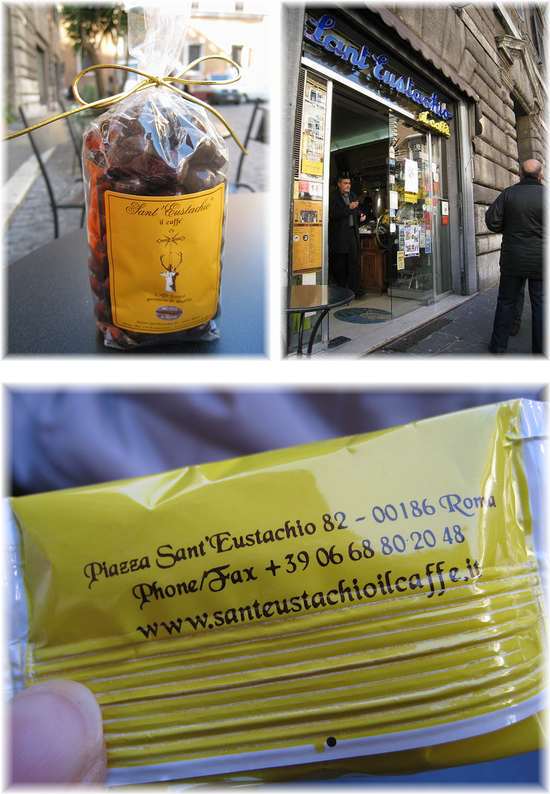 Sant'Eustachio
il caffè
Sant Eustachio
il caffè
Piazza Sant'Eustachio 82 - 00186 Roma
Phone/Fax +39 06 68 80 20 48
www.santeustachioilcaffe.it